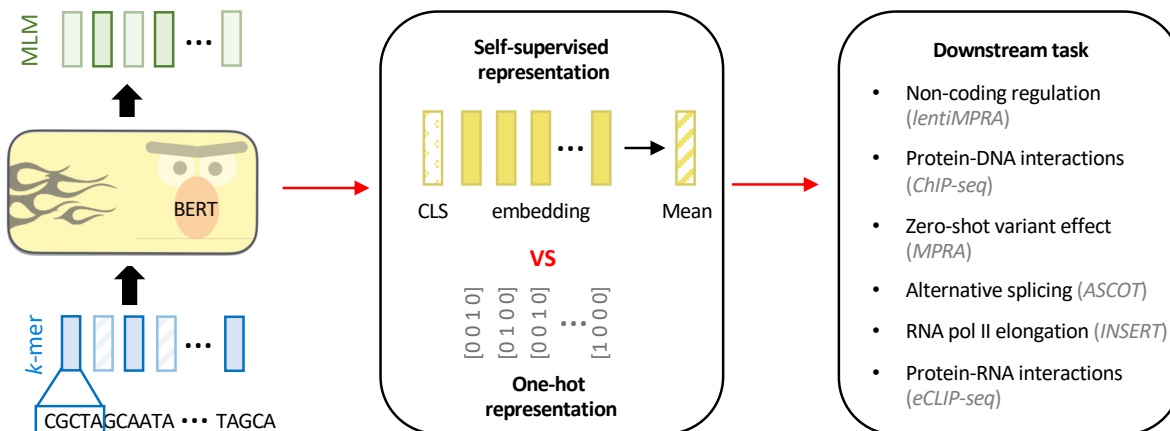 MLM
•••
BERT
k-mer
•••
CGCTAGCAATA ••• TAGCA
Self-supervised
representation
•••
CLS embedding Mean
VS
[0 0 1 0] [0 1 0 0] [0 0 1 0] ••• [1 0 0 0]
One-hot
representation
Downstream task
• Non-coding regulation
(lentiMPRA)
• Protein-DNA interactions
(ChIP-seq)
• Zero-shot variant effect
(MPRA)
• Alternative splicing (ASCOT)
• RNA pol II elongation (INSERT)
• Protein-RNA interactions
(eCLIP-seq)